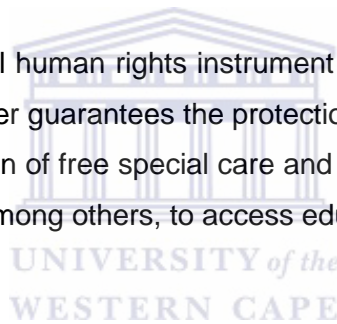 l human rights instrument
er guarantees the protectio
n of free special care and
mong others, to access edu
UNIVERSITY of the
WESTERN CAPE